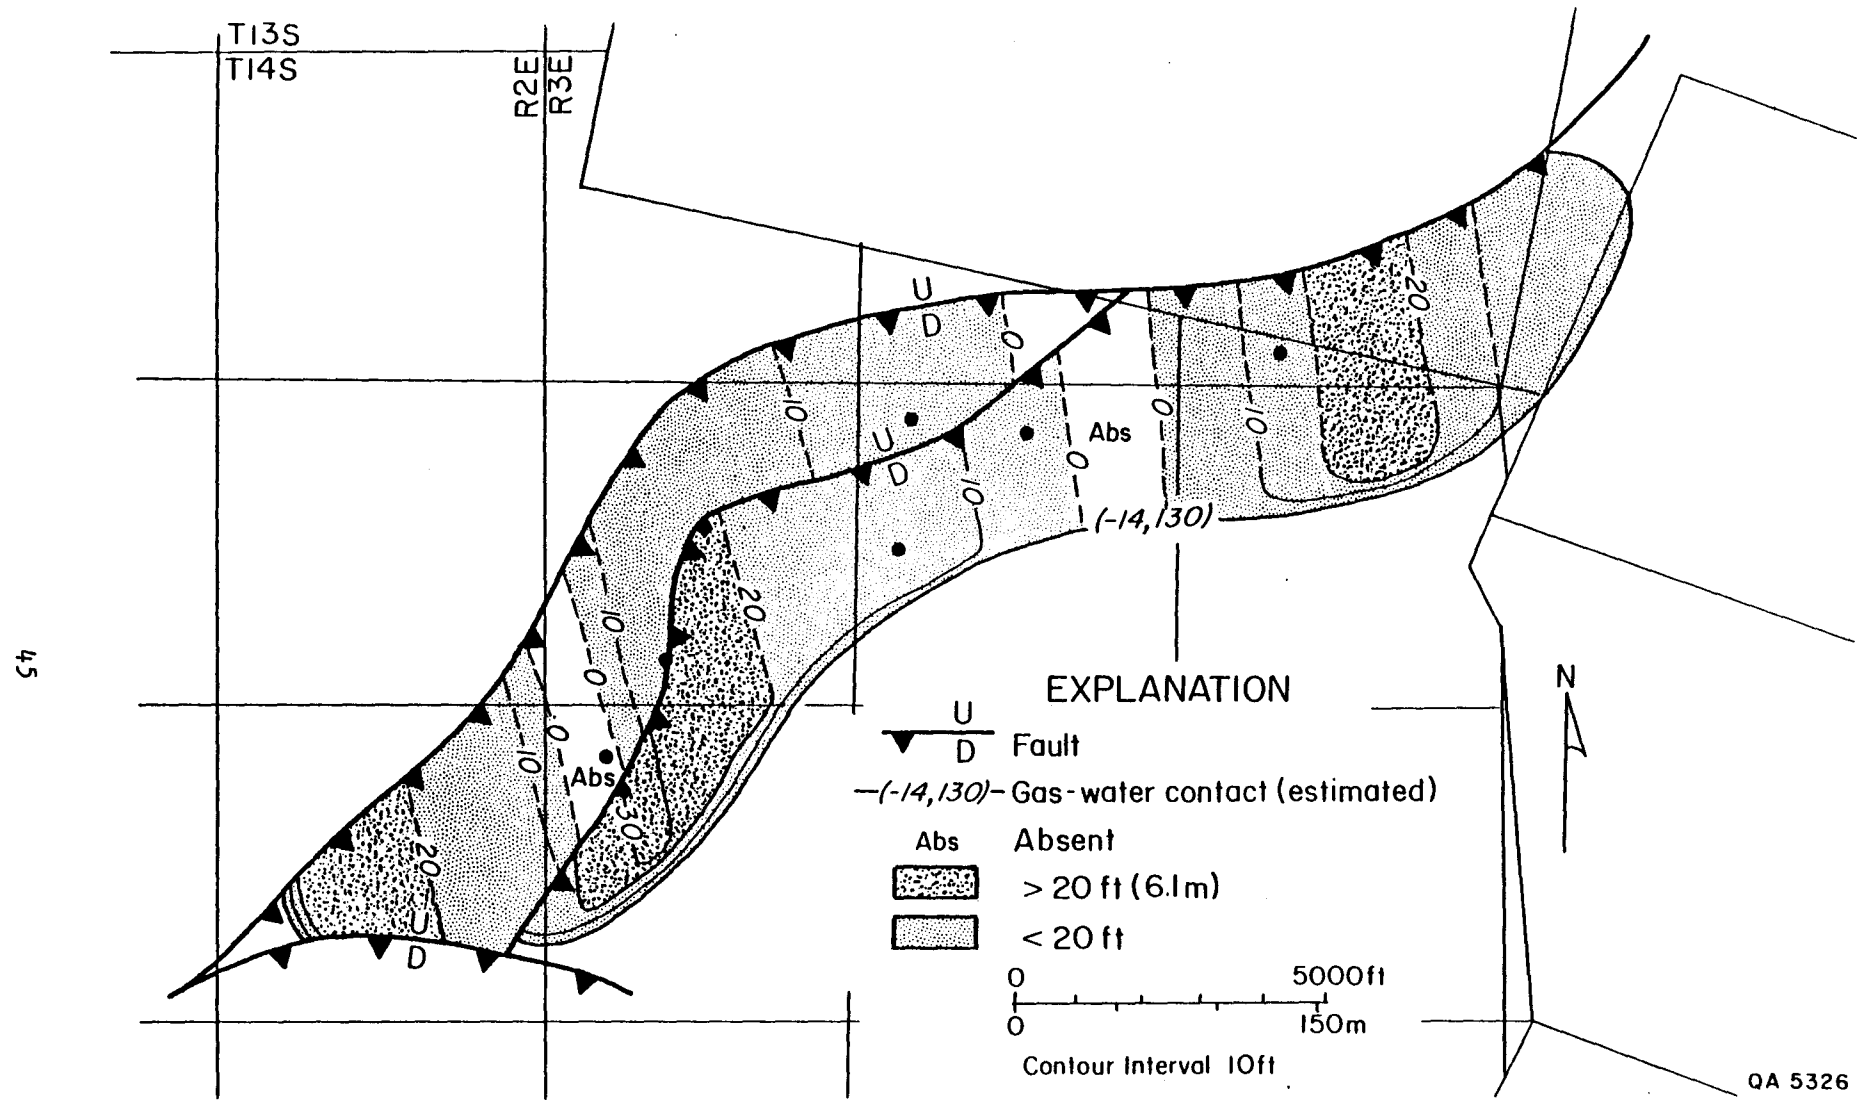 T13S
T14S
R2E
R3E
U
D
0
20
10
U
D
Abs
0
0
10
10
(-14,130)
20
10
0
0
10
Abs
30
20
U
D
45
N
EXPLANATION
U
D
Fault
-(-14,130)- Gas-water contact (estimated)
Abs Absent
> 20 ft (6.1m)
< 20 ft
0 5000ft
0 150m
Contour Interval 10ft
QA 5326